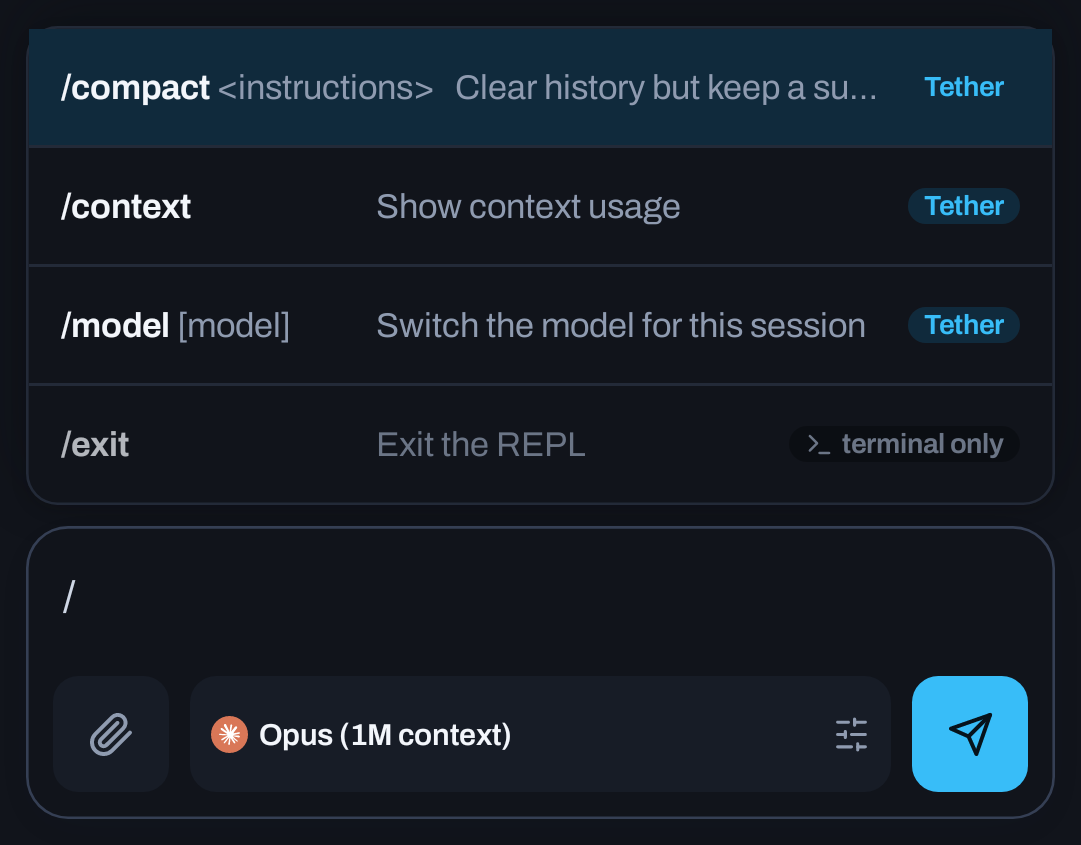 /compact <instructions> Clear history but keep a su... Tether
/context Show context usage Tether
/model [model] Switch the model for this session Tether
/exit Exit the REPL >_ terminal only
/
Opus (1M context)